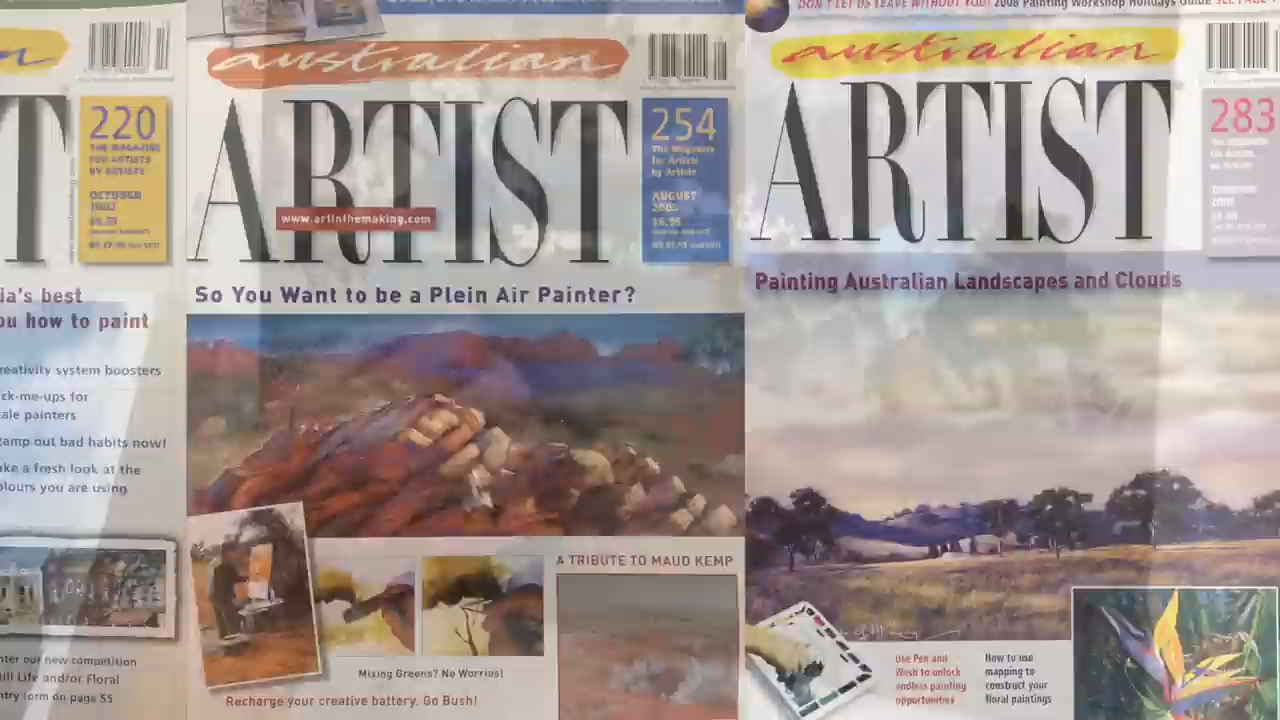 DON'T LET US LEAVE WITHOUT YOU! 2008 Painting Workshop Holidays Guide SEE PAGE
n
T
220
THE MAGAZINE
FOR ARTISTS
BY ARTISTS
OCTOBER
ia's best
ou how to paint
reativity system boosters
ck-me-ups for
ale painters
tamp out bad habits now!
ake a fresh look at the
olours you are using
nter our new competition
till Life and/or Floral
ntry form on page 55
australian
ARTIST
www.artinthemaking.com
254
The Magazine
for Artists
by Artists
AUGUST
$6.95
So You Want to be a Plein Air Painter?
A TRIBUTE TO MAUD KEMP
Mixing Greens? No Worries!
Recharge your creative battery. Go Bush!
australian
ARTIST
283
Painting Australian Landscapes and Clouds
Use Pen and
Wash to unlock
endless painting
opportunities
How to use
mapping to
construct your
floral paintings